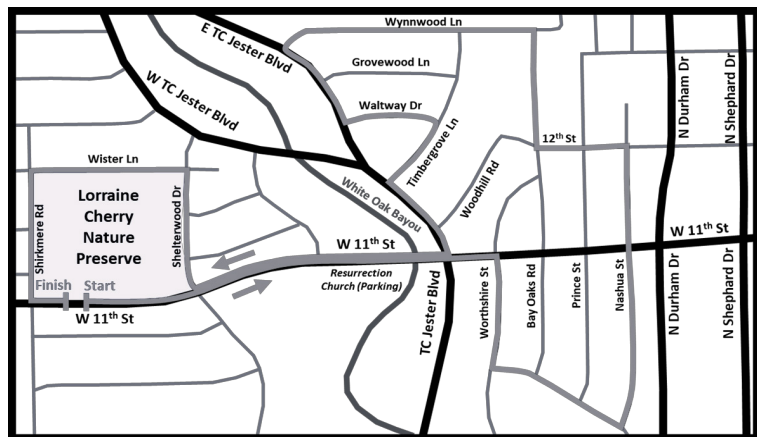 Wynnwood Ln
E TC Jester Blvd
Grovewood Ln
W TC Jester Blvd
Waltway Dr
N Durham Dr
N Shepherd Dr
12th St
Timbergrove Ln
Wister Ln
Woodhill Rd
White Oak Bayou
Lorraine
Cherry
Nature
Preserve
Shirkmere Rd
Shelterwood Dr
W 11th St
W 11th St
Resurrection
Church (Parking)
Finish
Start
W 11th St
TC Jester Blvd
Worthshire St
Bay Oaks Rd
Prince St
Nashua St
N Durham Dr
N Shephard Dr